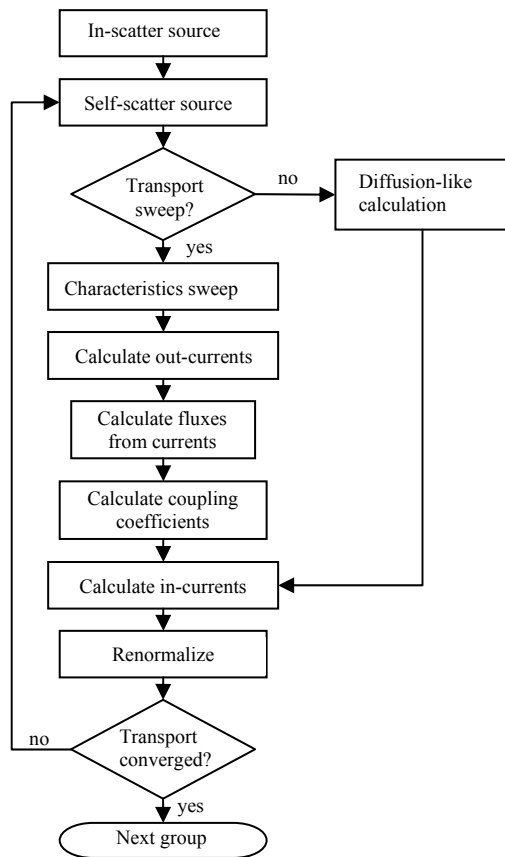 In-scatter source
Self-scatter source
Transport
sweep?
no
Diffusion-like
calculation
yes
Characteristics sweep
Calculate out-currents
Calculate fluxes
from currents
Calculate coupling
coefficients
Calculate in-currents
Renormalize
no
Transport
converged?
yes
Next group